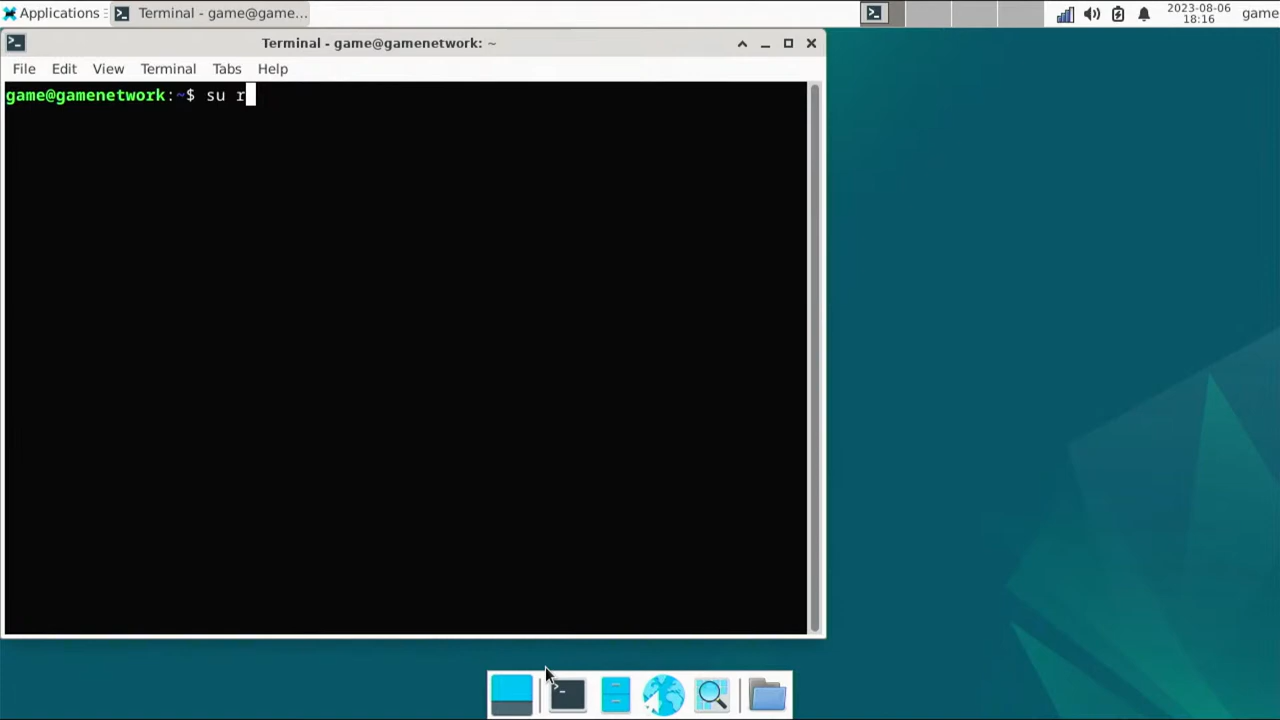 Applications
Terminal - game@game...
2023-08-06
18:16
game
Terminal - game@gamenetwork: ~
File Edit View Terminal Tabs Help
game@gamenetwork:~$ su r